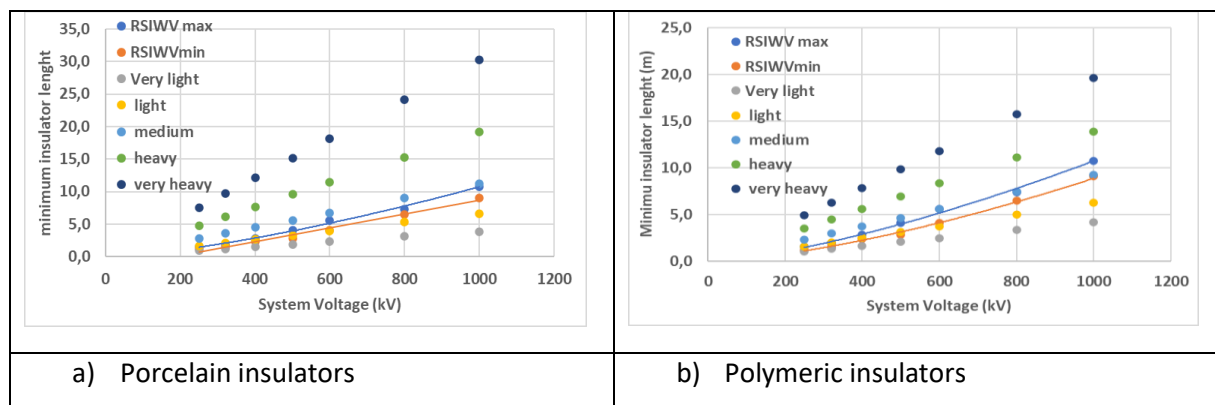 35,0
30,0
25,0
20,0
15,0
10,0
5,0
0,0
minimum insulator lenght
RSIWV max
RSIWVmin
Very light
light
medium
heavy
very heavy
0 200 400 600 800 1000 1200
System Voltage (kV)
25,0
20,0
15,0
10,0
5,0
0,0
Minimu insulator lenght (m)
RSIWV max
RSIWVmin
Very light
light
medium
heavy
very heavy
0 200 400 600 800 1000 1200
System Voltage (kV)
a) Porcelain insulators
b) Polymeric insulators